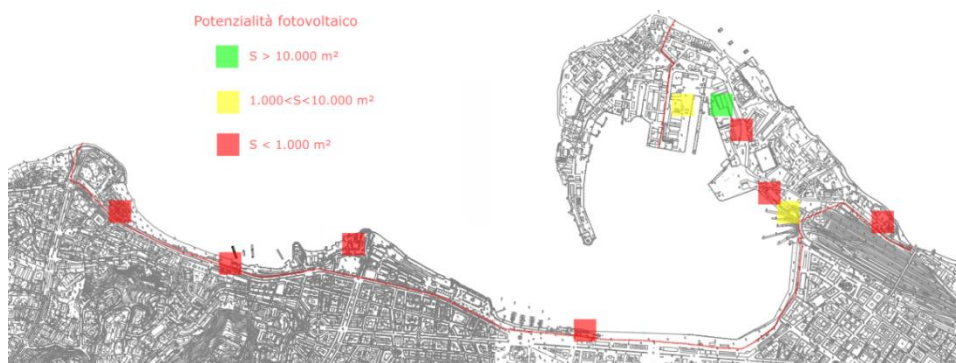 Potenzialità fotovoltaico
S > 10.000 m²
1.000<S<10.000 m²
S < 1.000 m²